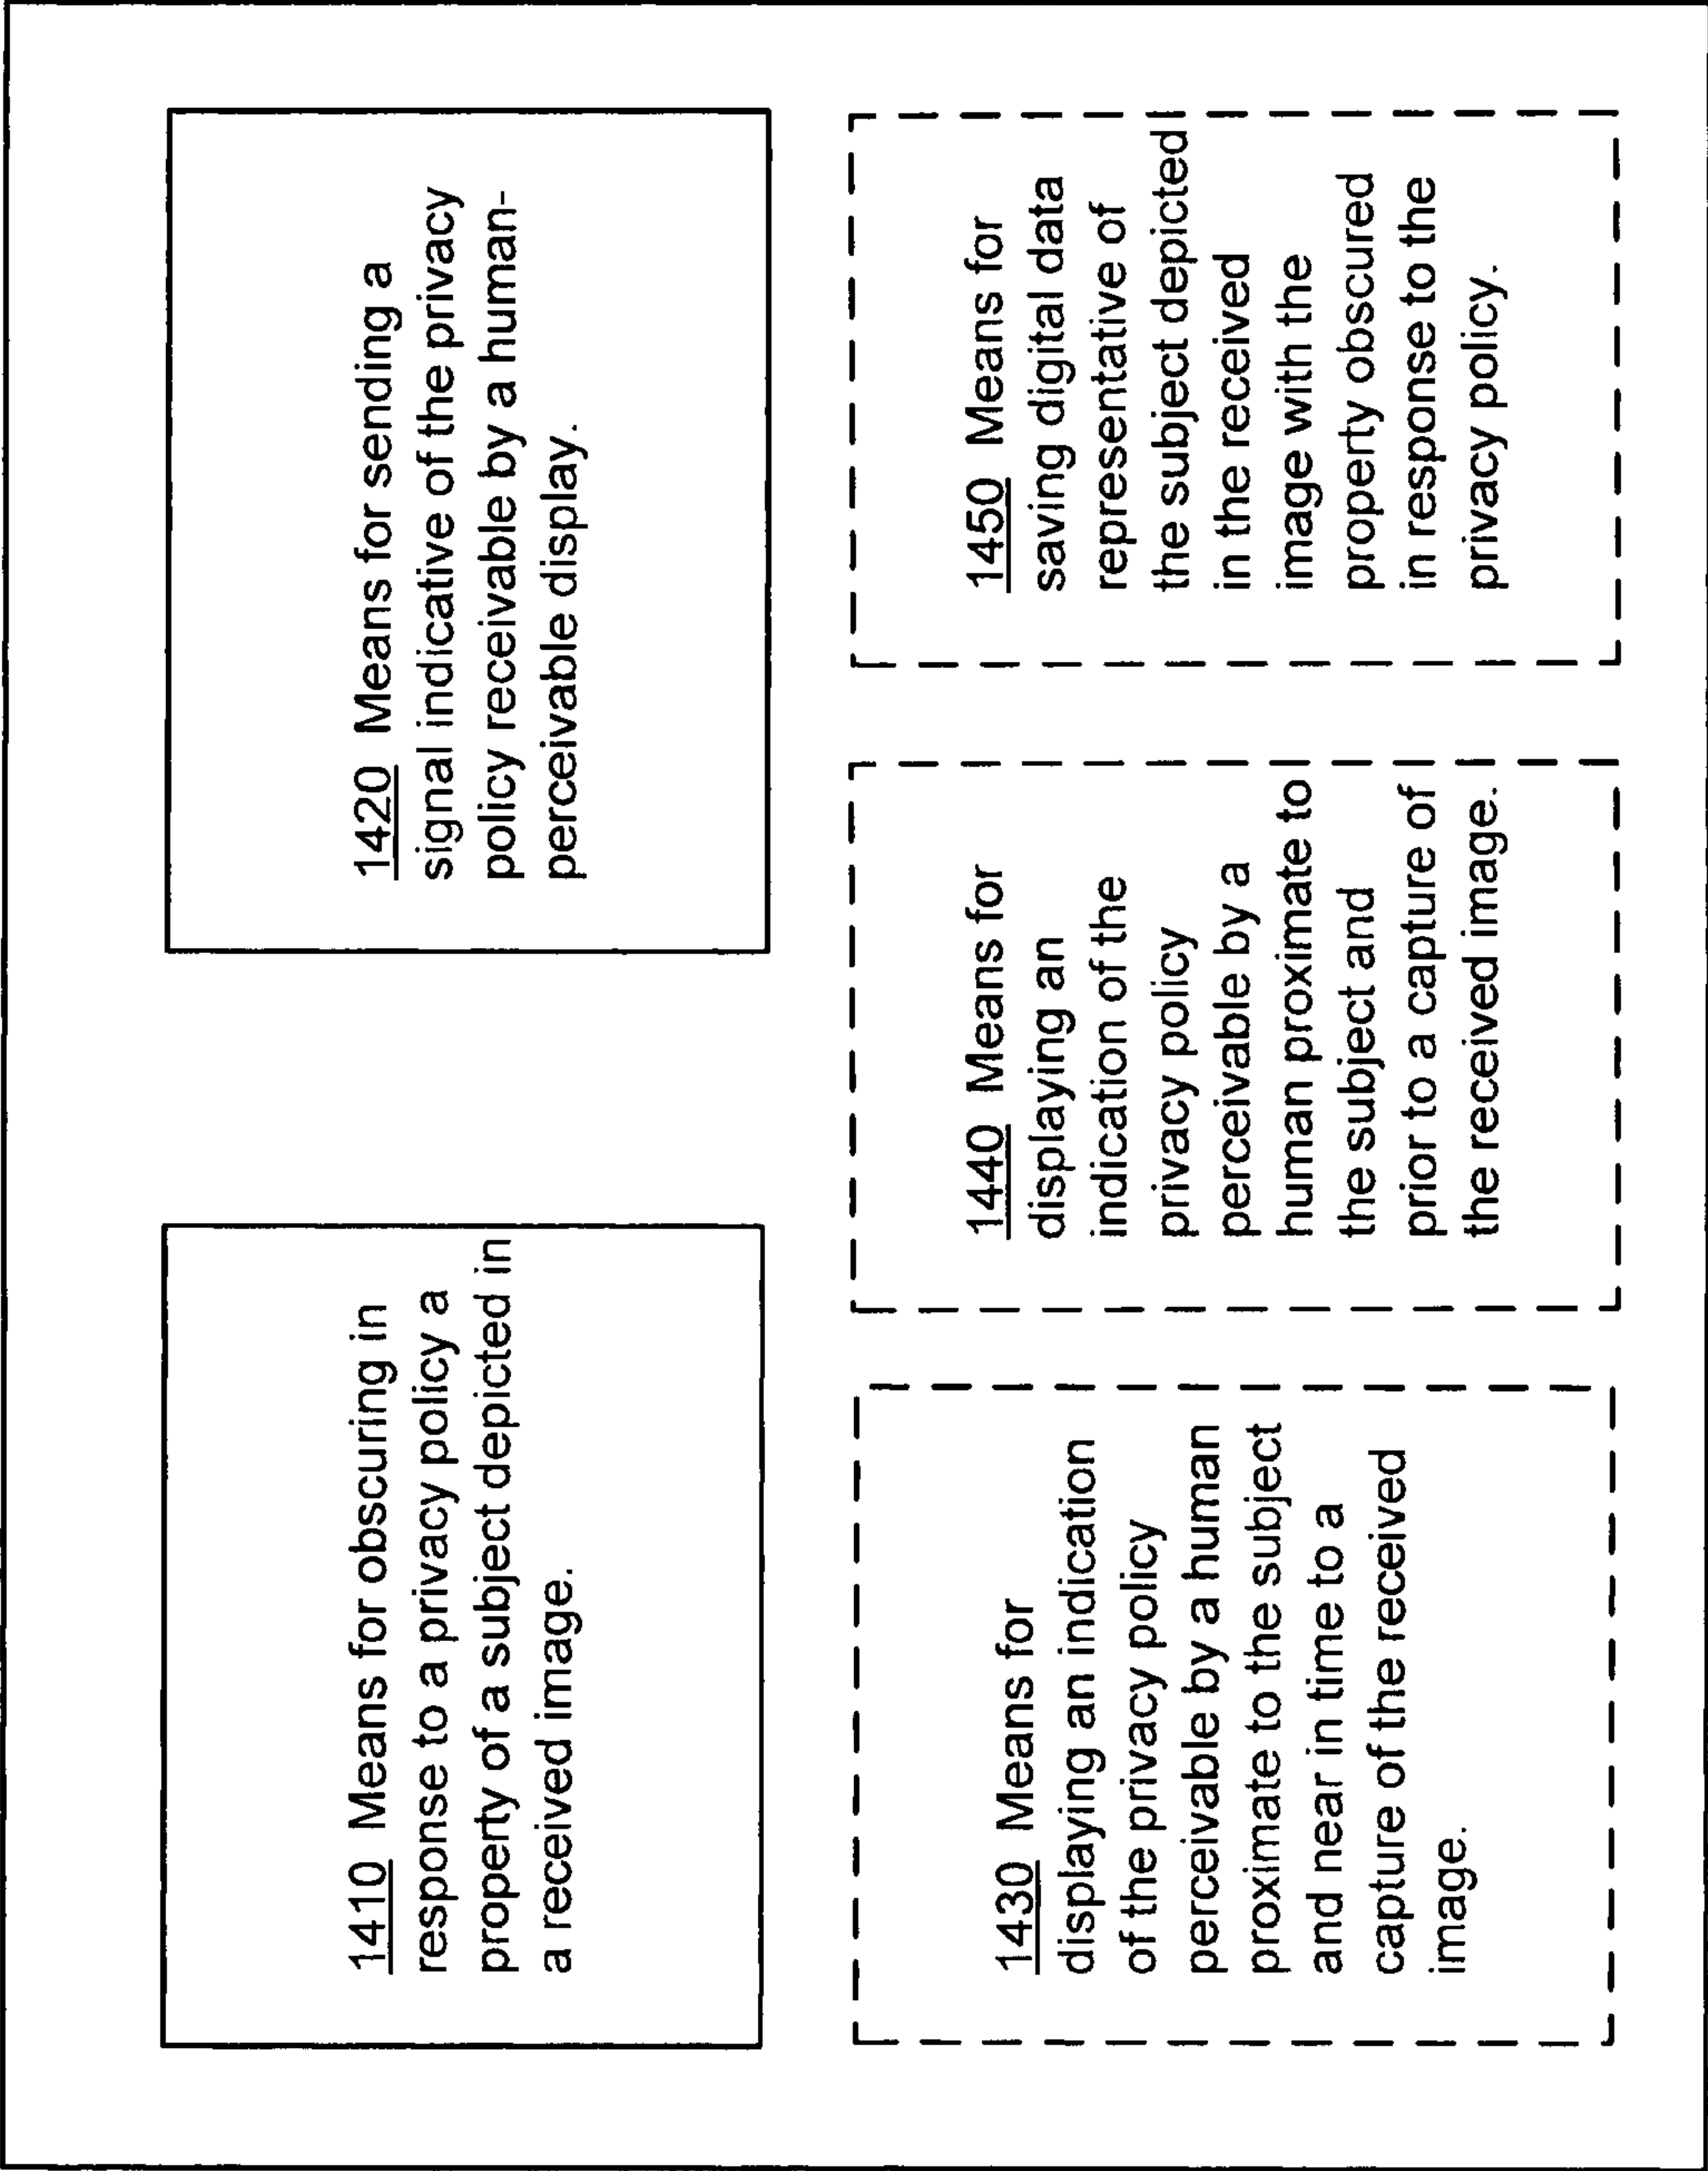 1410 Means for obscuring in
response to a privacy policy a
property of a subject depicted in
a received image.
1420 Means for sending a
signal indicative of the privacy
policy receivable by a human-
perceivable display.
1430 Means for
displaying an indication
of the privacy policy
perceivable by a human
proximate to the subject
and near in time to a
capture of the received
image.
1440 Means for
displaying an
indication of the
privacy policy
perceivable by a
human proximate to
the subject and
prior to a capture of
the received image.
1450 Means for
saving digital data
representative of
the subject depicted
in the received
image with the
property obscured
in response to the
privacy policy.